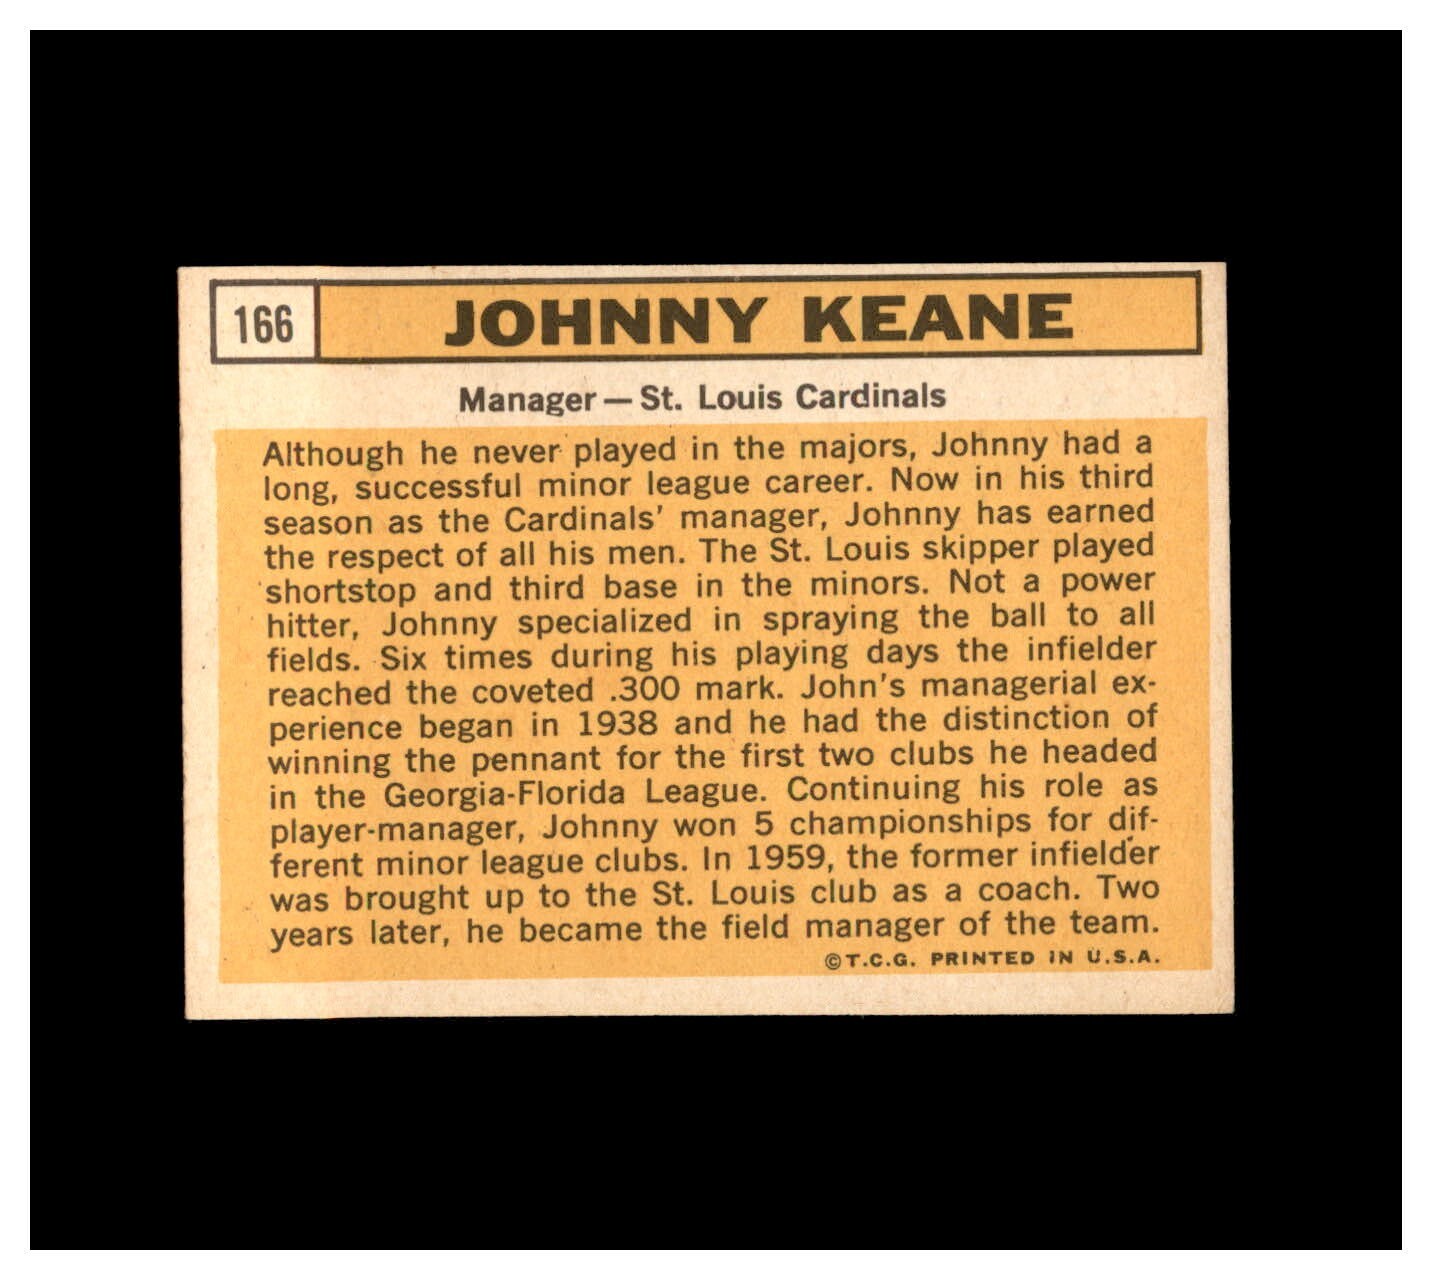 166
JOHNNY KEANE
Manager — St. Louis Cardinals
Although he never played in the majors, Johnny had a
long, successful minor league career. Now in his third
season as the Cardinals' manager, Johnny has earned
the respect of all his men. The St. Louis skipper played
shortstop and third base in the minors. Not a power
hitter, Johnny specialized in spraying the ball to all
fields. Six times during his playing days the infielder
reached the coveted .300 mark. John's managerial ex-
perience began in 1938 and he had the distinction of
winning the pennant for the first two clubs he headed
in the Georgia-Florida League. Continuing his role as
player-manager, Johnny won 5 championships for dif-
ferent minor league clubs. In 1959, the former infielder
was brought up to the St. Louis club as a coach. Two
years later, he became the field manager of the team.
©T.C.G. PRINTED IN U.S.A.